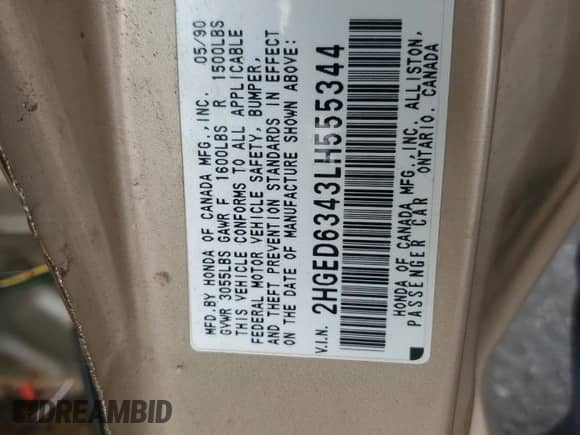 MFD.BY HONDA OF CANADA MFG.,INC. 05/90
GVWR 3055LBS GAWR F 1600LBS R 1500LBS
THIS VEHICLE CONFORMS TO ALL APPLICABLE
FEDERAL MOTOR VEHICLE SAFETY, BUMPER,
AND THEFT PREVENTION STANDARDS IN EFFECT
ON THE DATE OF MANUFACTURE SHOWN ABOVE:
V.I.N. 2HGED6343LH555344
HONDA OF CANADA MFG.,INC. ALLISTON,
PASSENGER CAR ONTARIO. CANADA
DREAMBID